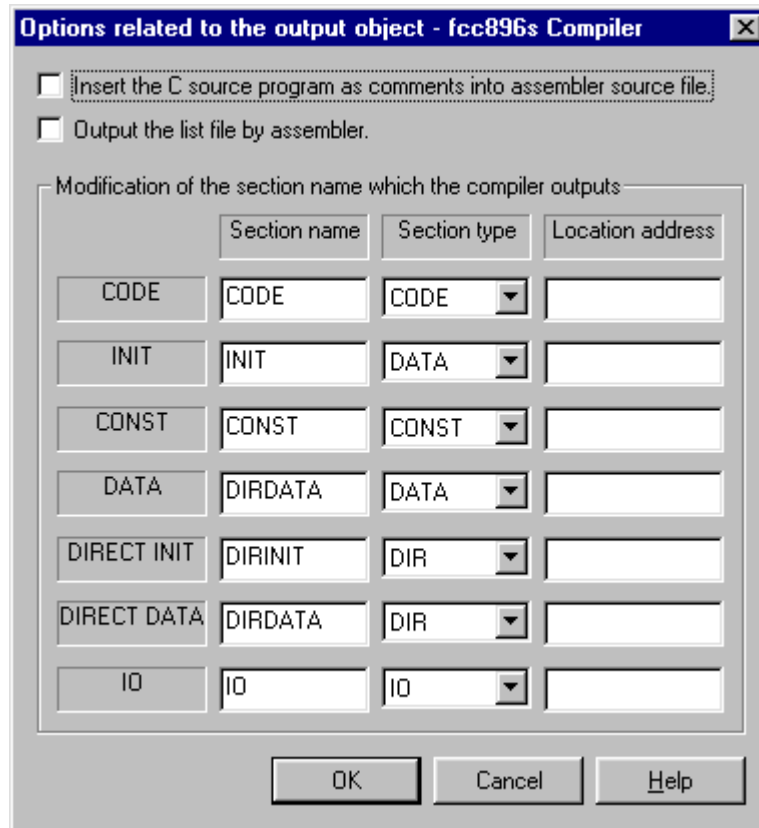 Options related to the output object - fcc896s Compiler
Insert the C source program as comments into assembler source file.
Output the list file by assembler.
Modification of the section name which the compiler outputs
Section name Section type Location address
CODE CODE CODE
INIT INIT DATA
CONST CONST CONST
DATA DIRDATA DATA
DIRECT INIT DIRINIT DIR
DIRECT DATA DIRDATA DIR
IO IO IO
OK Cancel Help